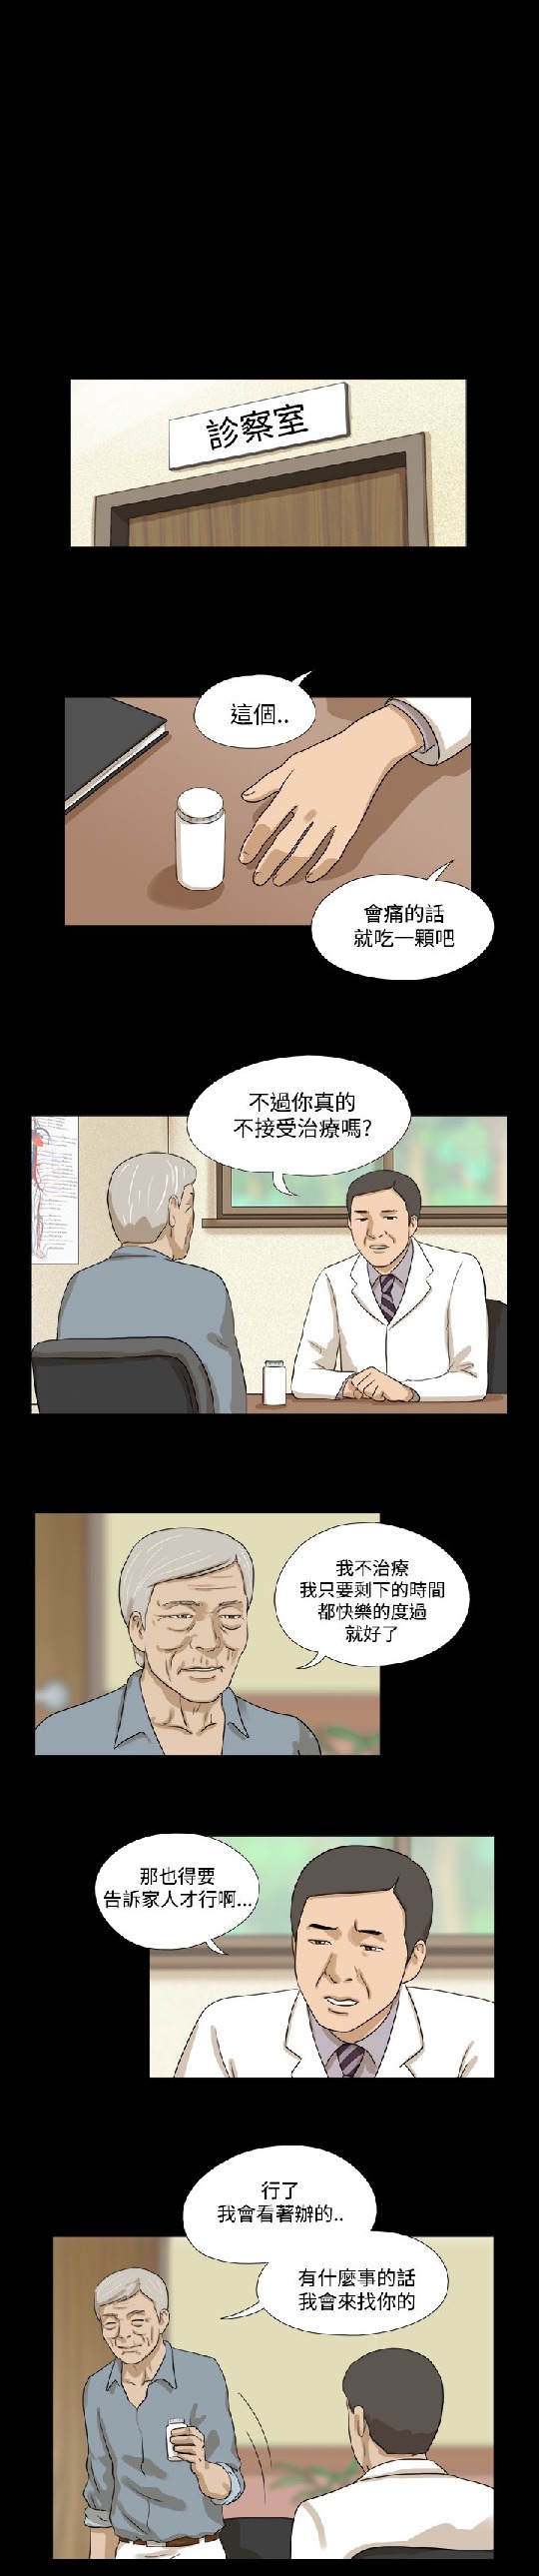 診察室
這個..
會痛的話
就吃一顆吧
不過你真的
不接受治療嗎?
我不治療
我只要剩下的時間
都快樂的度過
就好了
那也得要
告訴家人才行啊...
行了
我會看著辦的..
有什麼事的話
我會來找你的